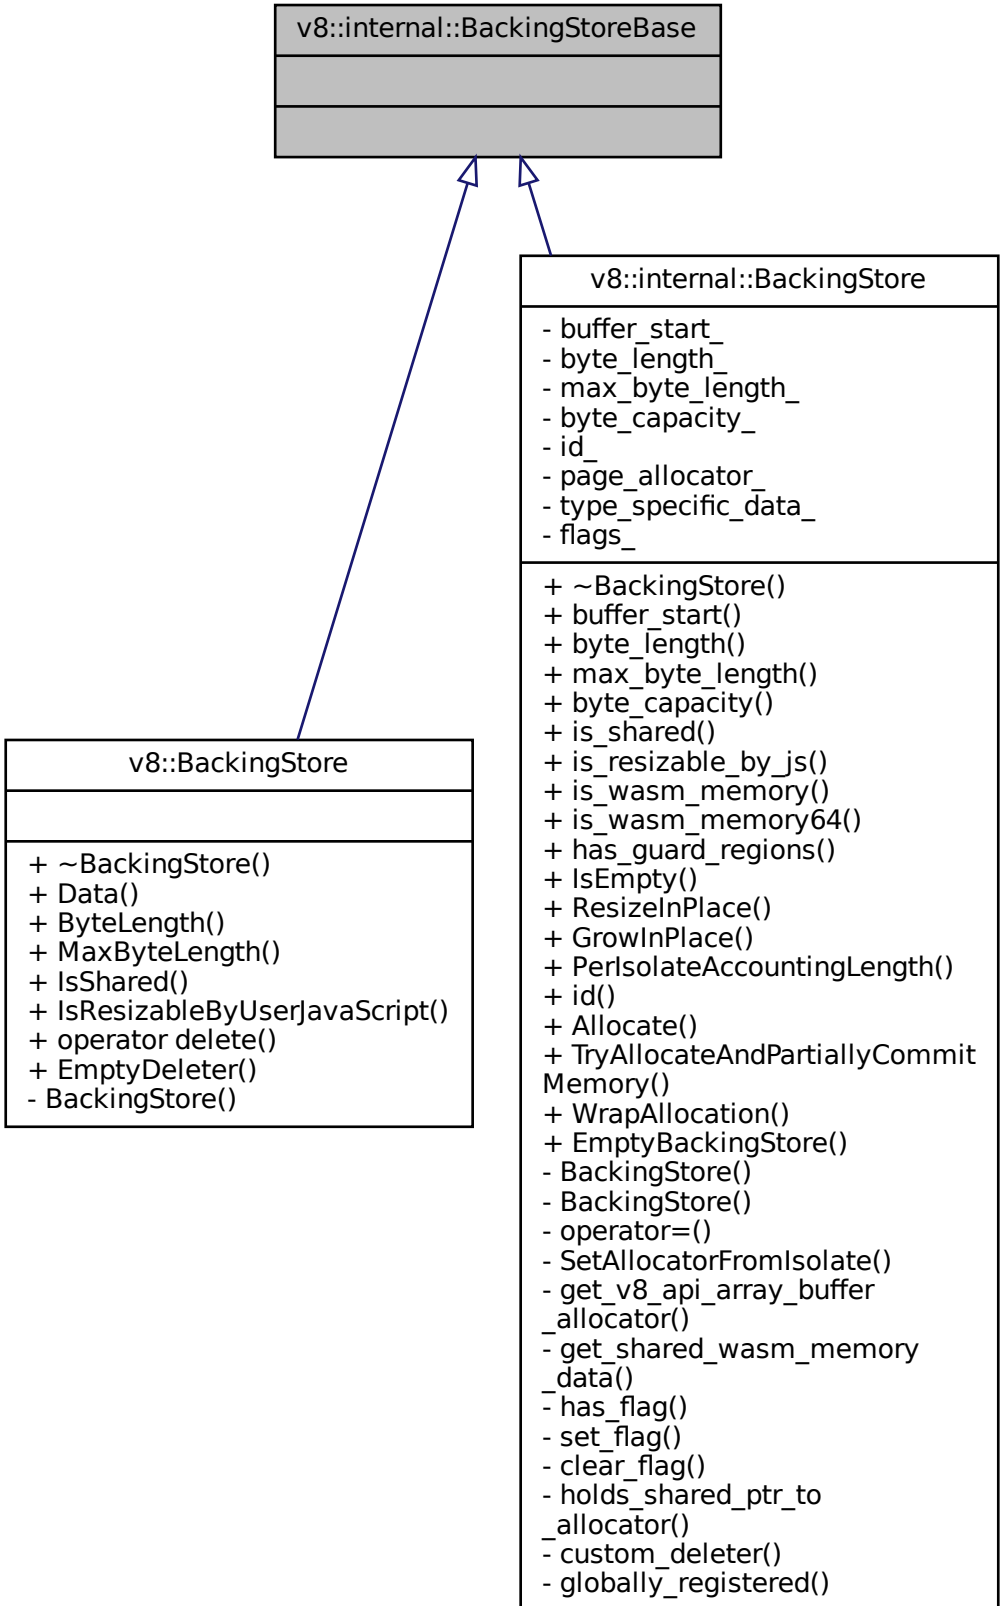 v8::internal::BackingStoreBase
v8::internal::BackingStore
- buffer_start_
- byte_length_
- max_byte_length_
- byte_capacity_
- id_
- page_allocator_
- type_specific_data_
- flags_
+ ~BackingStore()
+ buffer_start()
+ byte_length()
+ max_byte_length()
+ byte_capacity()
+ is_shared()
+ is_resizable_by_js()
+ is_wasm_memory()
+ is_wasm_memory64()
+ has_guard_regions()
+ IsEmpty()
+ ResizeInPlace()
+ GrowInPlace()
+ PerIsolateAccountingLength()
+ id()
+ Allocate()
+ TryAllocateAndPartiallyCommit
Memory()
+ WrapAllocation()
+ EmptyBackingStore()
- BackingStore()
- BackingStore()
- operator=()
- SetAllocatorFromIsolate()
- get_v8_api_array_buffer
_allocator()
- get_shared_wasm_memory
_data()
- has_flag()
- set_flag()
- clear_flag()
- holds_shared_ptr_to
_allocator()
- custom_deleter()
- globally_registered()
v8::BackingStore
+ ~BackingStore()
+ Data()
+ ByteLength()
+ MaxByteLength()
+ IsShared()
+ IsResizableByUserJavaScript()
+ operator delete()
+ EmptyDeleter()
- BackingStore()